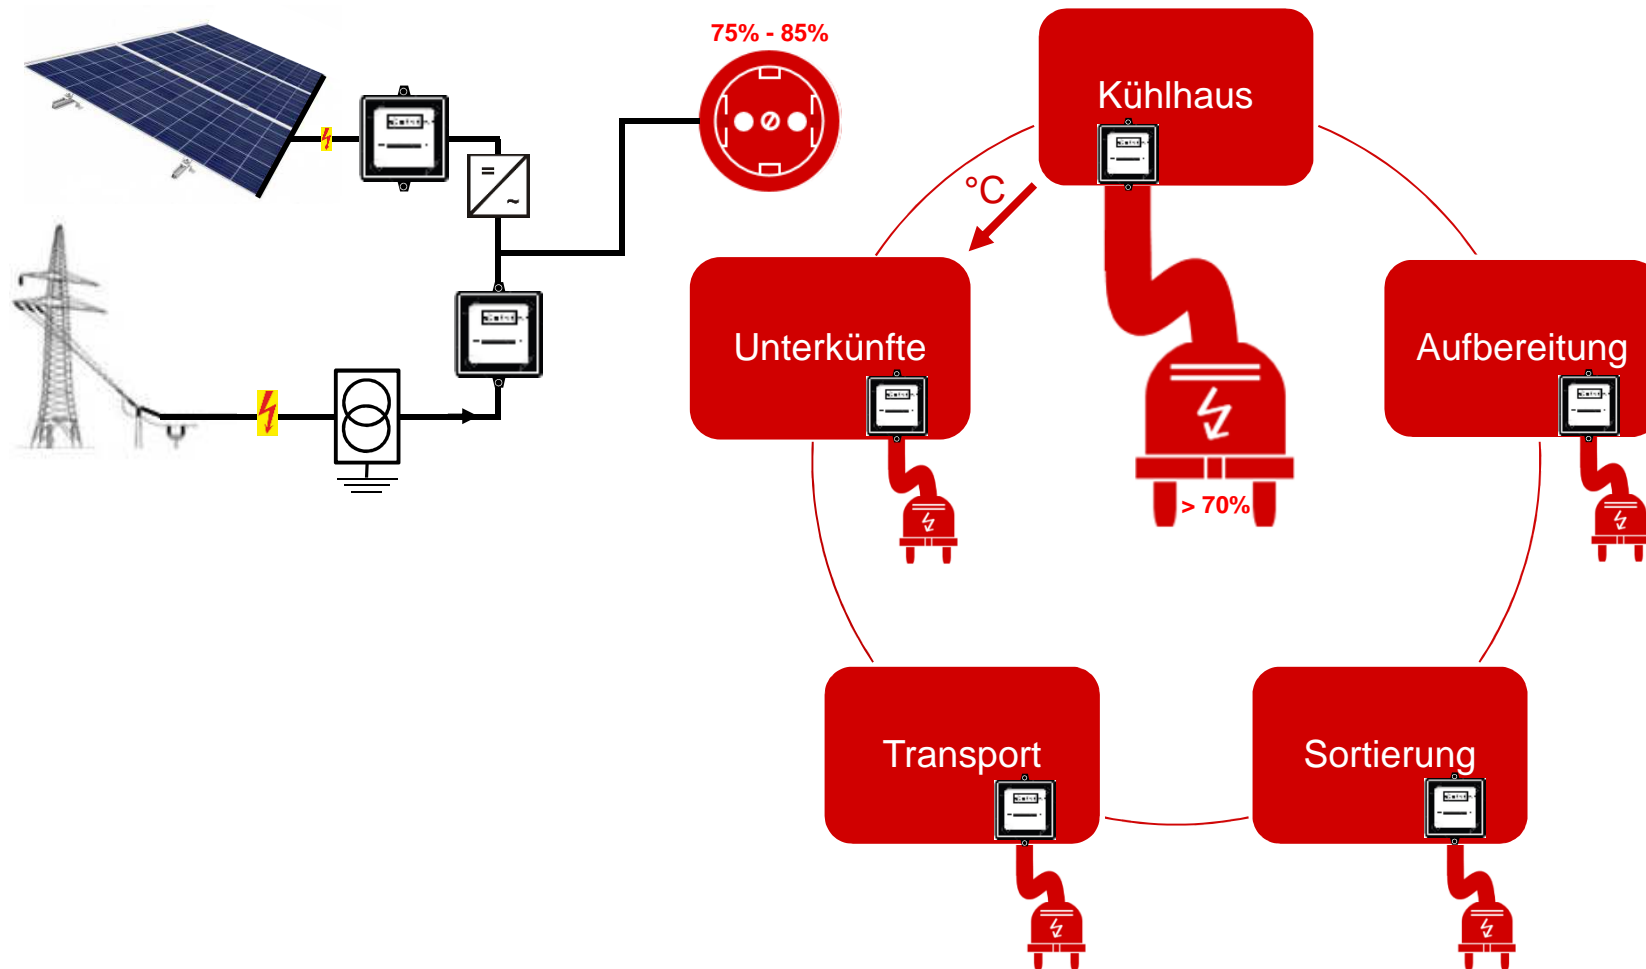 75% - 85%
Kühlhaus
°C
Unterkünfte
Aufbereitung
> 70%
Transport
Sortierung